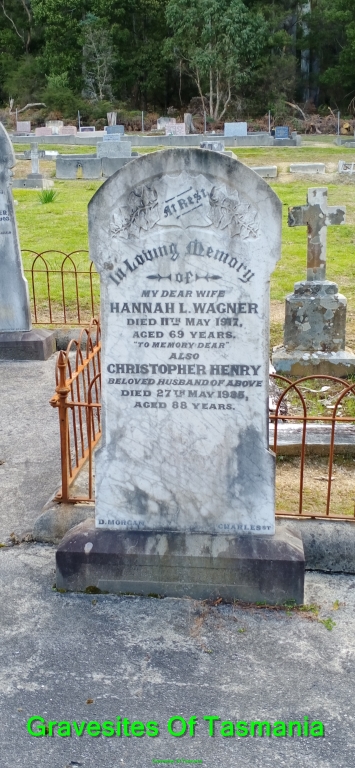 At Rest
In Loving Memory
of
MY DEAR WIFE
HANNAH L. WAGNER
DIED 11TH MAY 1917,
AGED 69 YEARS.
"TO MEMORY DEAR"
ALSO
CHRISTOPHER HENRY
BELOVED HUSBAND OF ABOVE
DIED 27TH MAY 1935,
AGED 88 YEARS.
D. MORGAN CHARLES ST
Gravesites Of Tasmania